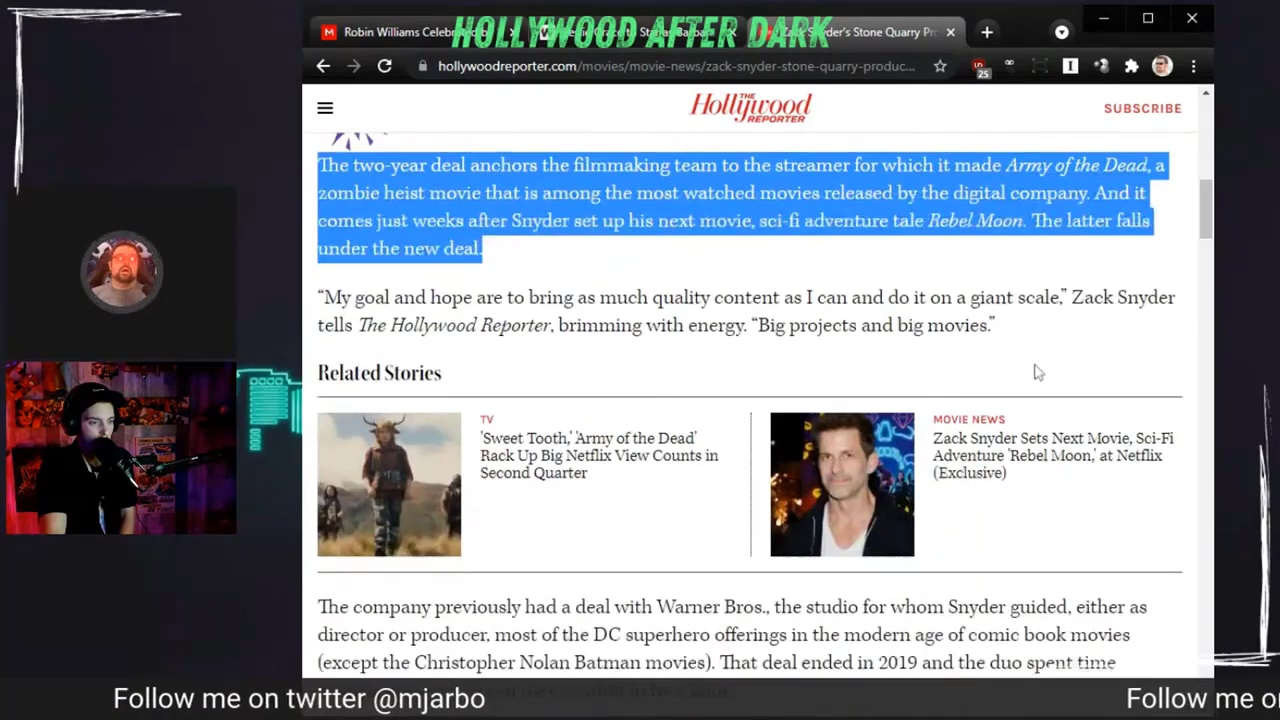 HOLLYWOOD AFTER DARK
Robin Williams Celebrated
Zack Snyder's Stone Quarry Pr
hollywoodreporter.com/movies/movie-news/zack-snyder-stone-quarry-produc...
25
THE
Hollywood
REPORTER
SUBSCRIBE
The two-year deal anchors the filmmaking team to the streamer for which it made Army of the Dead, a
zombie heist movie that is among the most watched movies released by the digital company. And it
comes just weeks after Snyder set up his next movie, sci-fi adventure tale Rebel Moon. The latter falls
under the new deal.
“My goal and hope are to bring as much quality content as I can and do it on a giant scale,” Zack Snyder
tells The Hollywood Reporter, brimming with energy. “Big projects and big movies.”
Related Stories
TV
'Sweet Tooth,' 'Army of the Dead'
Rack Up Big Netflix View Counts in
Second Quarter
MOVIE NEWS
Zack Snyder Sets Next Movie, Sci-Fi
Adventure 'Rebel Moon,' at Netflix
(Exclusive)
The company previously had a deal with Warner Bros., the studio for whom Snyder guided, either as
director or producer, most of the DC superhero offerings in the modern age of comic book movies
(except the Christopher Nolan Batman movies). That deal ended in 2019 and the duo spent time
Follow me on twitter @mjarbo
Follow me o